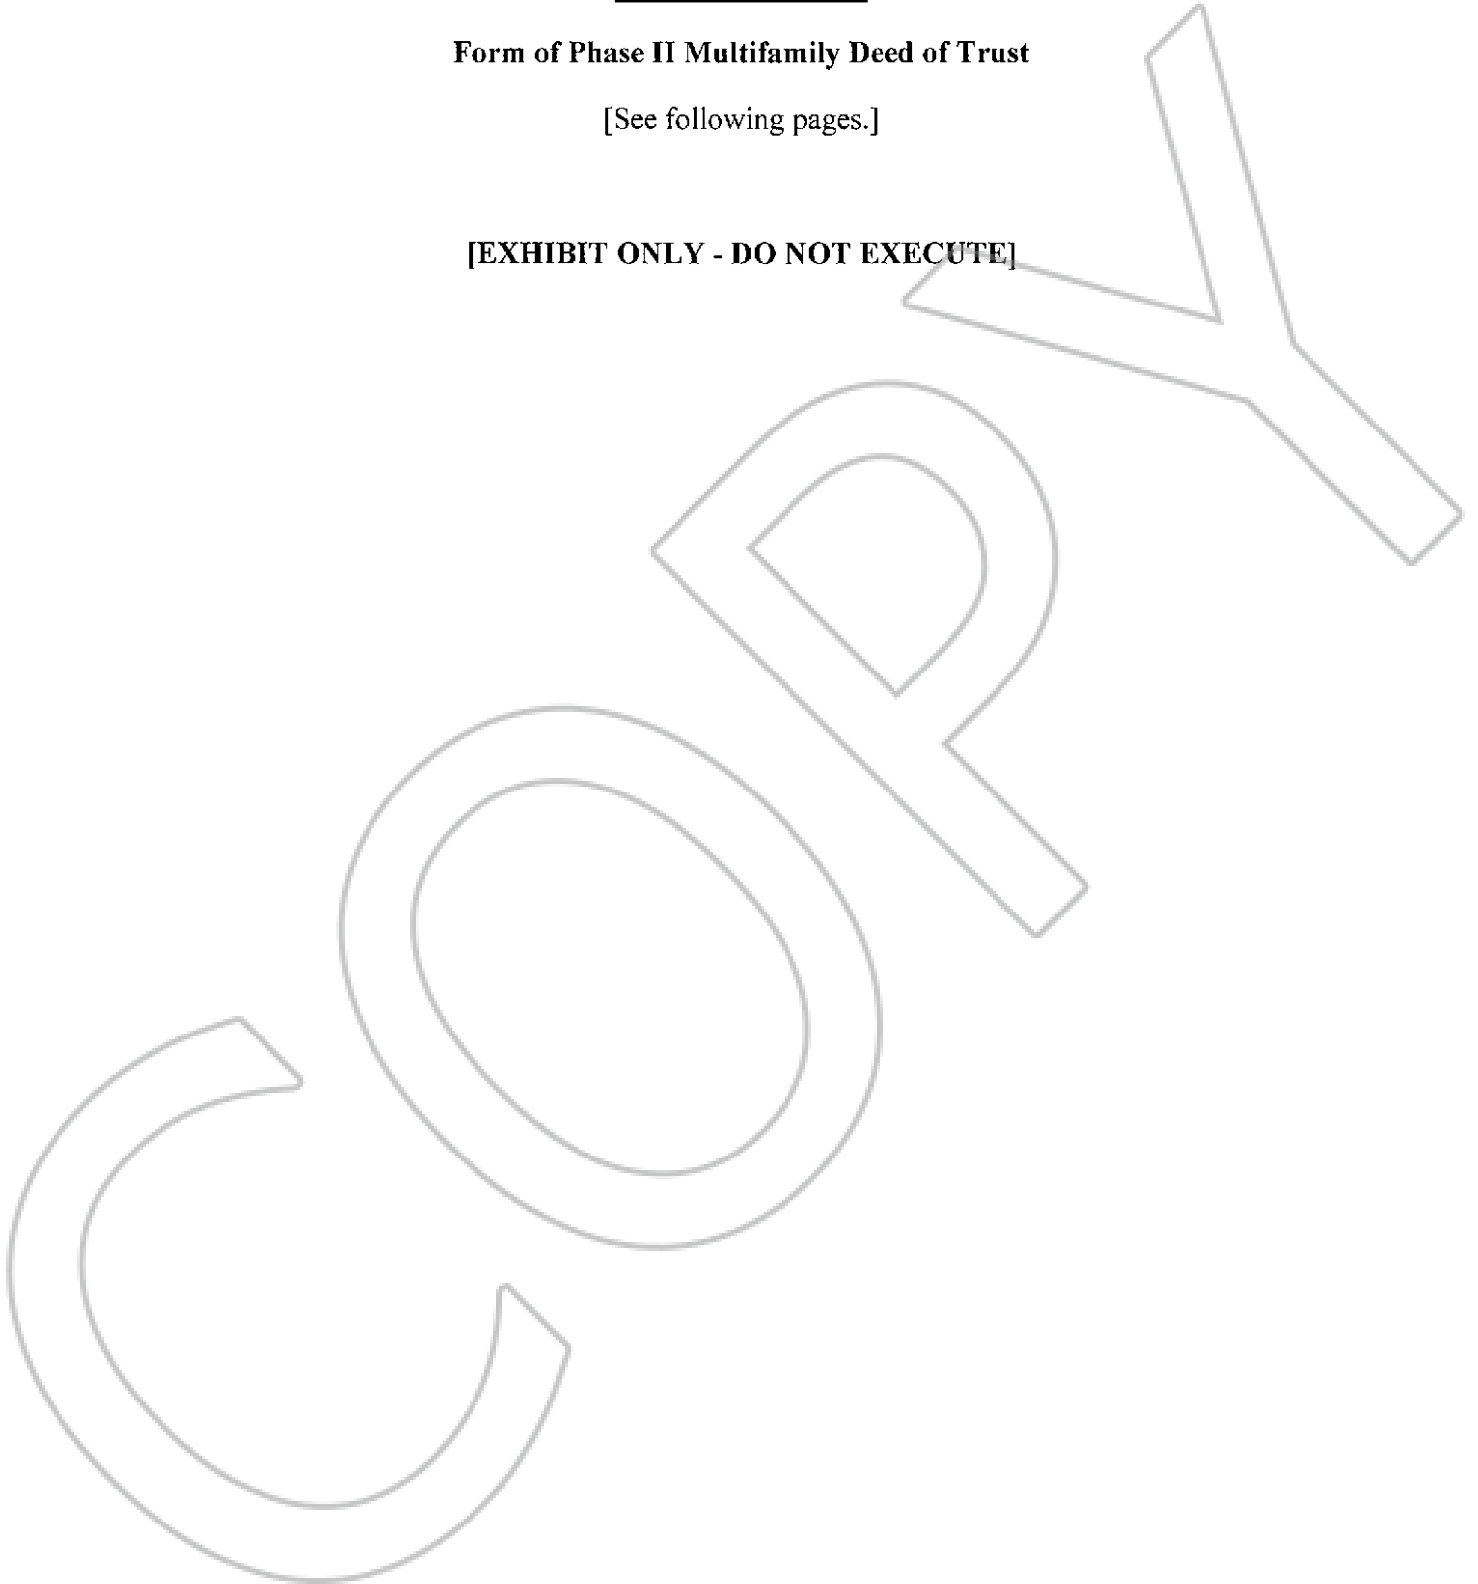 Form of Phase II Multifamily Deed of Trust
[See following pages.]
[EXHIBIT ONLY - DO NOT EXECUTE]
COPY